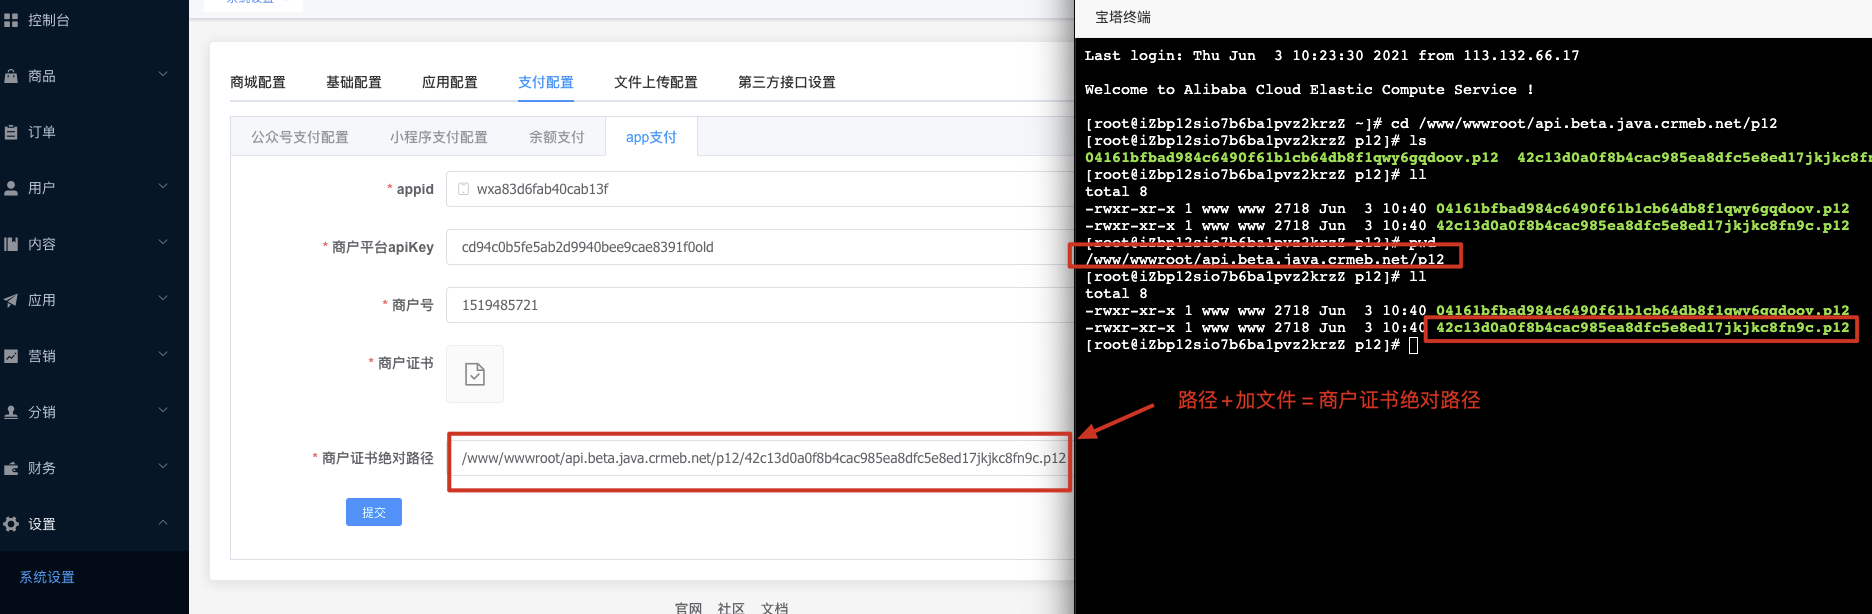 控制台
商品
订单
用户
内容
应用
营销
分销
财务
设置
系统设置
商城配置 基础配置 应用配置 支付配置 文件上传配置 第三方接口设置
公众号支付配置 小程序支付配置 余额支付 app支付
* appid wxa83d6fab40cab13f
* 商户平台apiKey cd94c0b5fe5ab2d9940bee9cae8391f0old
* 商户号 1519485721
* 商户证书
* 商户证书绝对路径 /www/wwwroot/api.beta.java.crmeb.net/p12/42c13d0a0f8b4cac985ea8dfc5e8ed17jkjkc8fn9c.p12
提交
官网 社区 文档
宝塔终端
Last login: Thu Jun  3 10:23:30 2021 from 113.132.66.17
Welcome to Alibaba Cloud Elastic Compute Service !
[root@iZbp12sio7b6ba1pvz2krzZ ~]# cd /www/wwwroot/api.beta.java.crmeb.net/p12
[root@iZbp12sio7b6ba1pvz2krzZ p12]# ls
04161bfbad984c6490f61b1cb64db8f1qwy6gqdoov.p12  42c13d0a0f8b4cac985ea8dfc5e8ed17jkjkc8fn
[root@iZbp12sio7b6ba1pvz2krzZ p12]# ll
total 8
-rwxr-xr-x 1 www www 2718 Jun  3 10:40 04161bfbad984c6490f61b1cb64db8f1qwy6gqdoov.p12
-rwxr-xr-x 1 www www 2718 Jun  3 10:40 42c13d0a0f8b4cac985ea8dfc5e8ed17jkjkc8fn9c.p12
[root@iZbp12sio7b6ba1pvz2krzZ p12]# pwd
/www/wwwroot/api.beta.java.crmeb.net/p12
[root@iZbp12sio7b6ba1pvz2krzZ p12]# ll
total 8
-rwxr-xr-x 1 www www 2718 Jun  3 10:40 04161bfbad984c6490f61b1cb64db8f1qwy6gqdoov.p12
-rwxr-xr-x 1 www www 2718 Jun  3 10:40 42c13d0a0f8b4cac985ea8dfc5e8ed17jkjkc8fn9c.p12
[root@iZbp12sio7b6ba1pvz2krzZ p12]#
路径+加文件=商户证书绝对路径